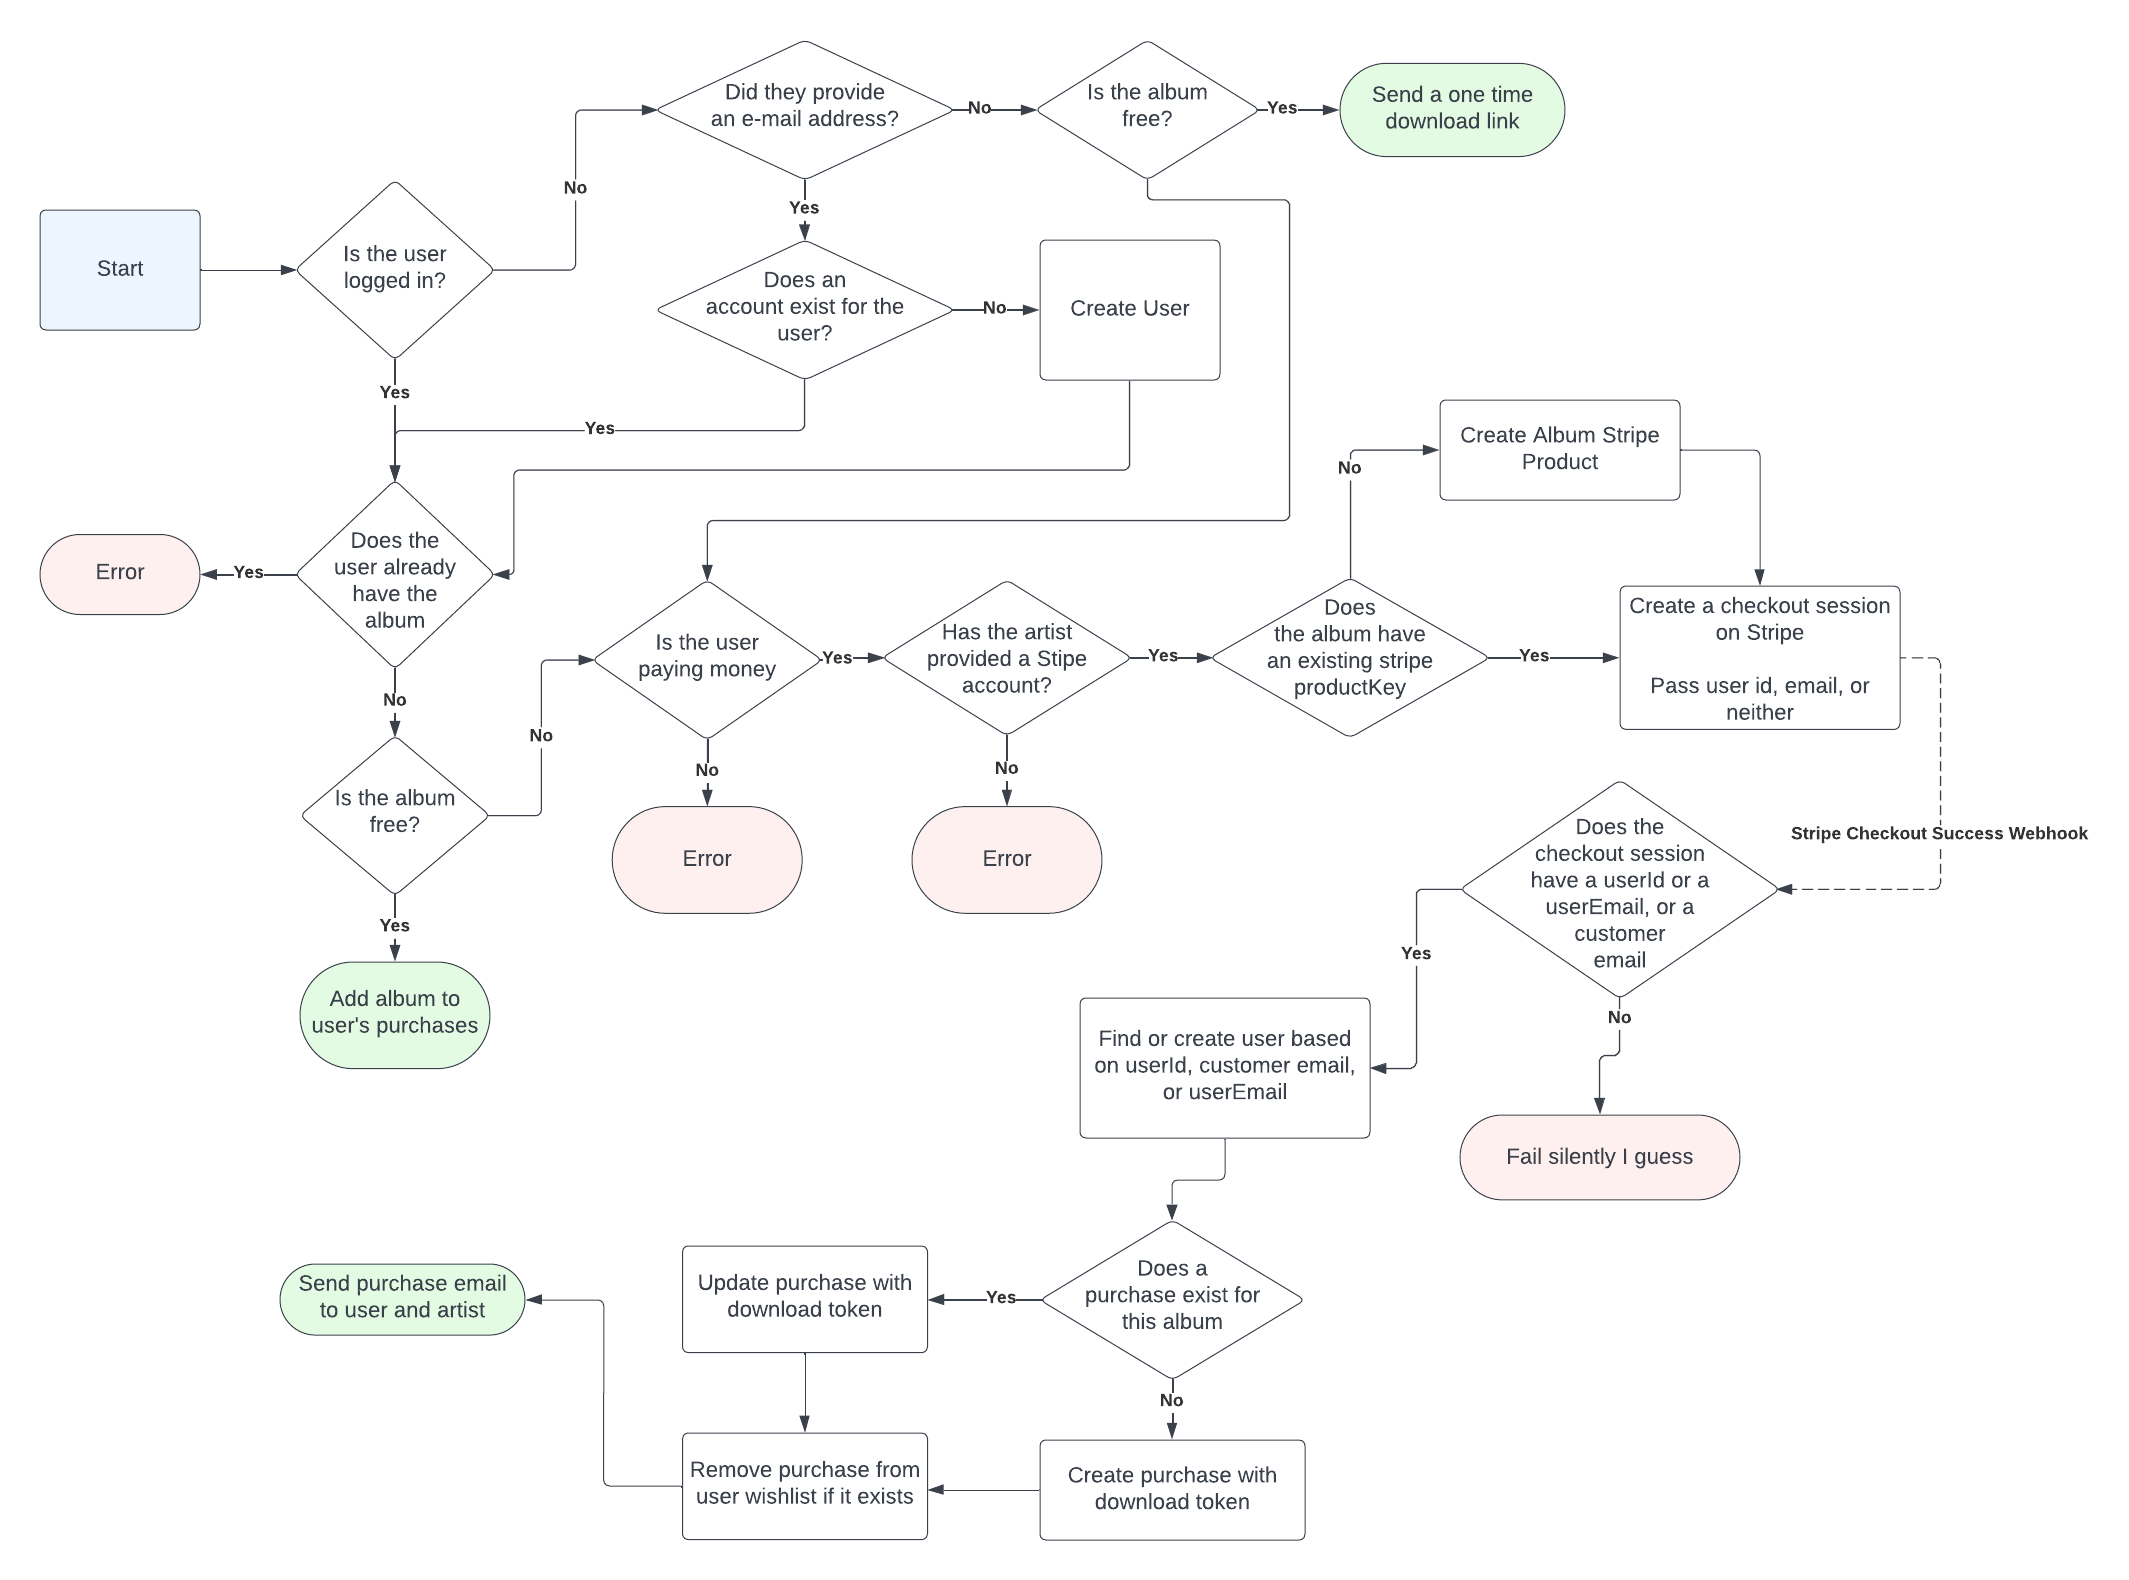 Did they provide
an e-mail address?
No
Is the album
free?
Yes
Send a one time
download link
No
Yes
Start
Is the user
logged in?
Does an
account exist for the
user?
No
Create User
Yes
Yes
Create Album Stripe
Product
No
Error
Yes
Does the
user already
have the
album
Is the user
paying money
Yes
Has the artist
provided a Stipe
account?
Yes
Does
the album have
an existing stripe
productKey
Yes
Create a checkout session
on Stripe
Pass user id, email, or
neither
No
No
No
No
Is the album
free?
Error
Error
Stripe Checkout Success Webhook
Does the
checkout session
have a userId or a
userEmail, or a
customer
email
Yes
Yes
No
Add album to
user's purchases
Find or create user based
on userId, customer email,
or userEmail
Fail silently I guess
Send purchase email
to user and artist
Update purchase with
download token
Yes
Does a
purchase exist for
this album
No
Remove purchase from
user wishlist if it exists
Create purchase with
download token